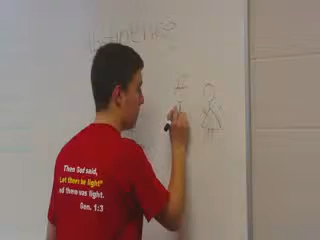 Then God said,
"Let there be light"
and there was light.
Gen. 1:3